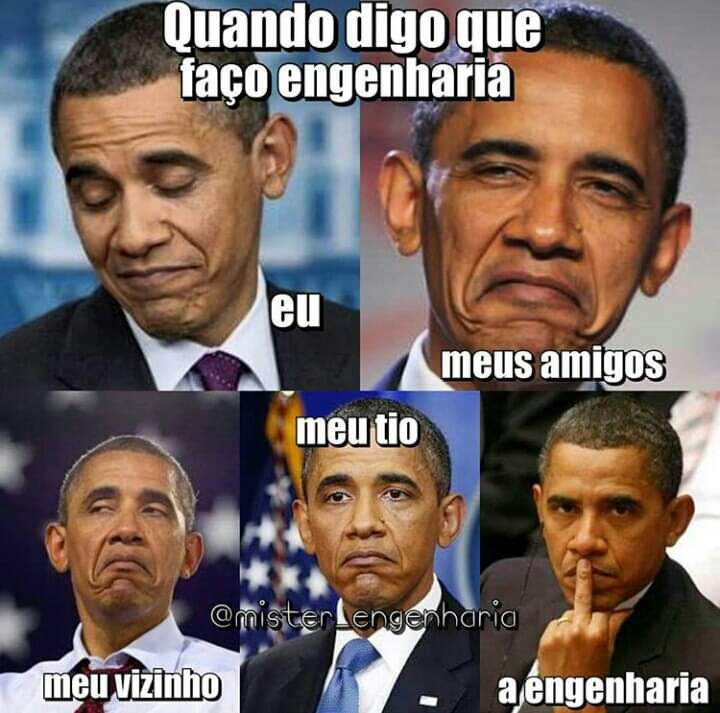 Quando digo que
faço engenharia
eu
meus amigos
meu tio
@mister_engenharia
meu vizinho
a engenharia